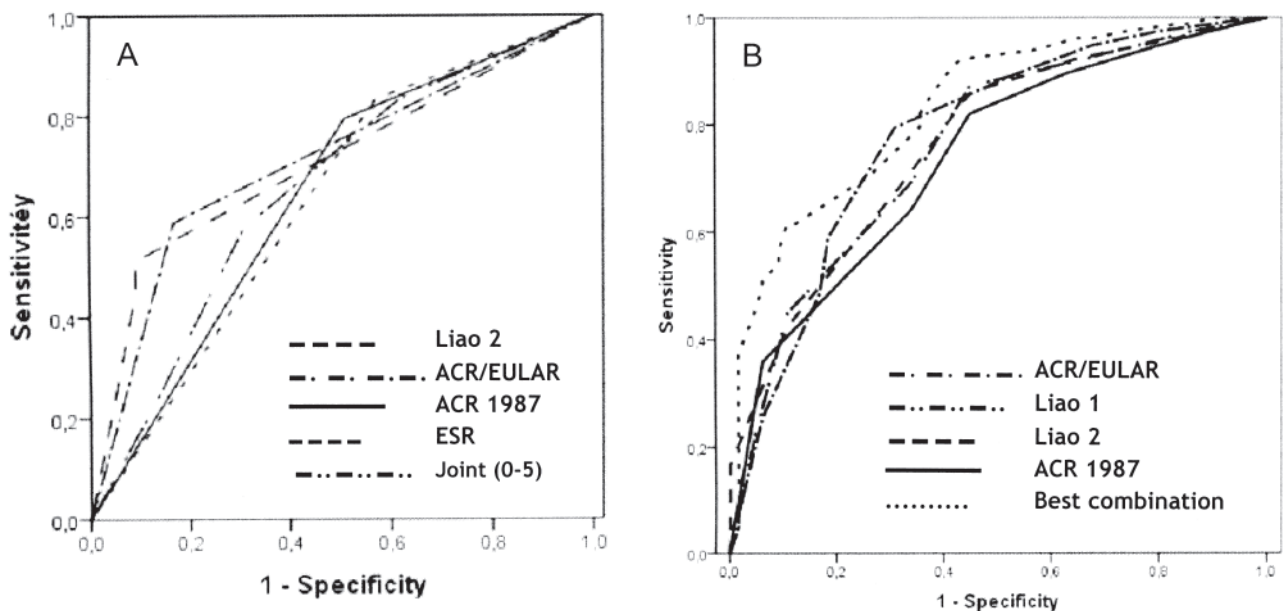 A
1,0
0,8
0,6
0,4
0,2
0,0
Sensitivitéy
Liao 2
ACR/EULAR
ACR 1987
ESR
Joint (0-5)
0,0 0,2 0,4 0,6 0,8 1,0
1 - Specificity
B
1,0
0,8
0,6
0,4
0,2
0,0
Sensitivity
ACR/EULAR
Liao 1
Liao 2
ACR 1987
Best combination
0,0 0,2 0,4 0,6 0,8 1,0
1 - Specificity